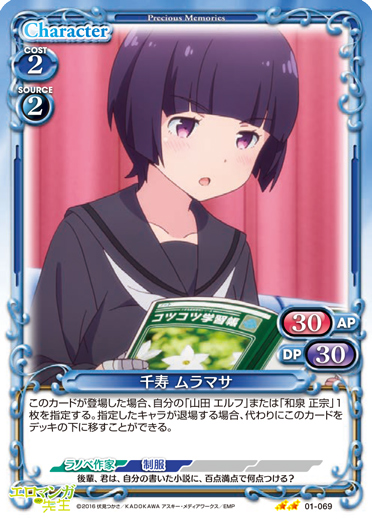 Precious Memories
Character
COST
2
SOURCE
2
コツコツ学習帳
30 AP
DP 30
千寿 ムラマサ
このカードが登場した場合、自分の「山田 エルフ」または「和泉 正宗」1
枚を指定する。指定したキャラが退場する場合、代わりにこのカードを
デッキの下に移すことができる。
ラノベ作家 制服
後輩、君は、自分の書いた小説に、百点満点で何点つける？
エロマンガ
先生
©2016 伏見つかさ/KADOKAWA アスキー・メディアワークス/EMP
01-069